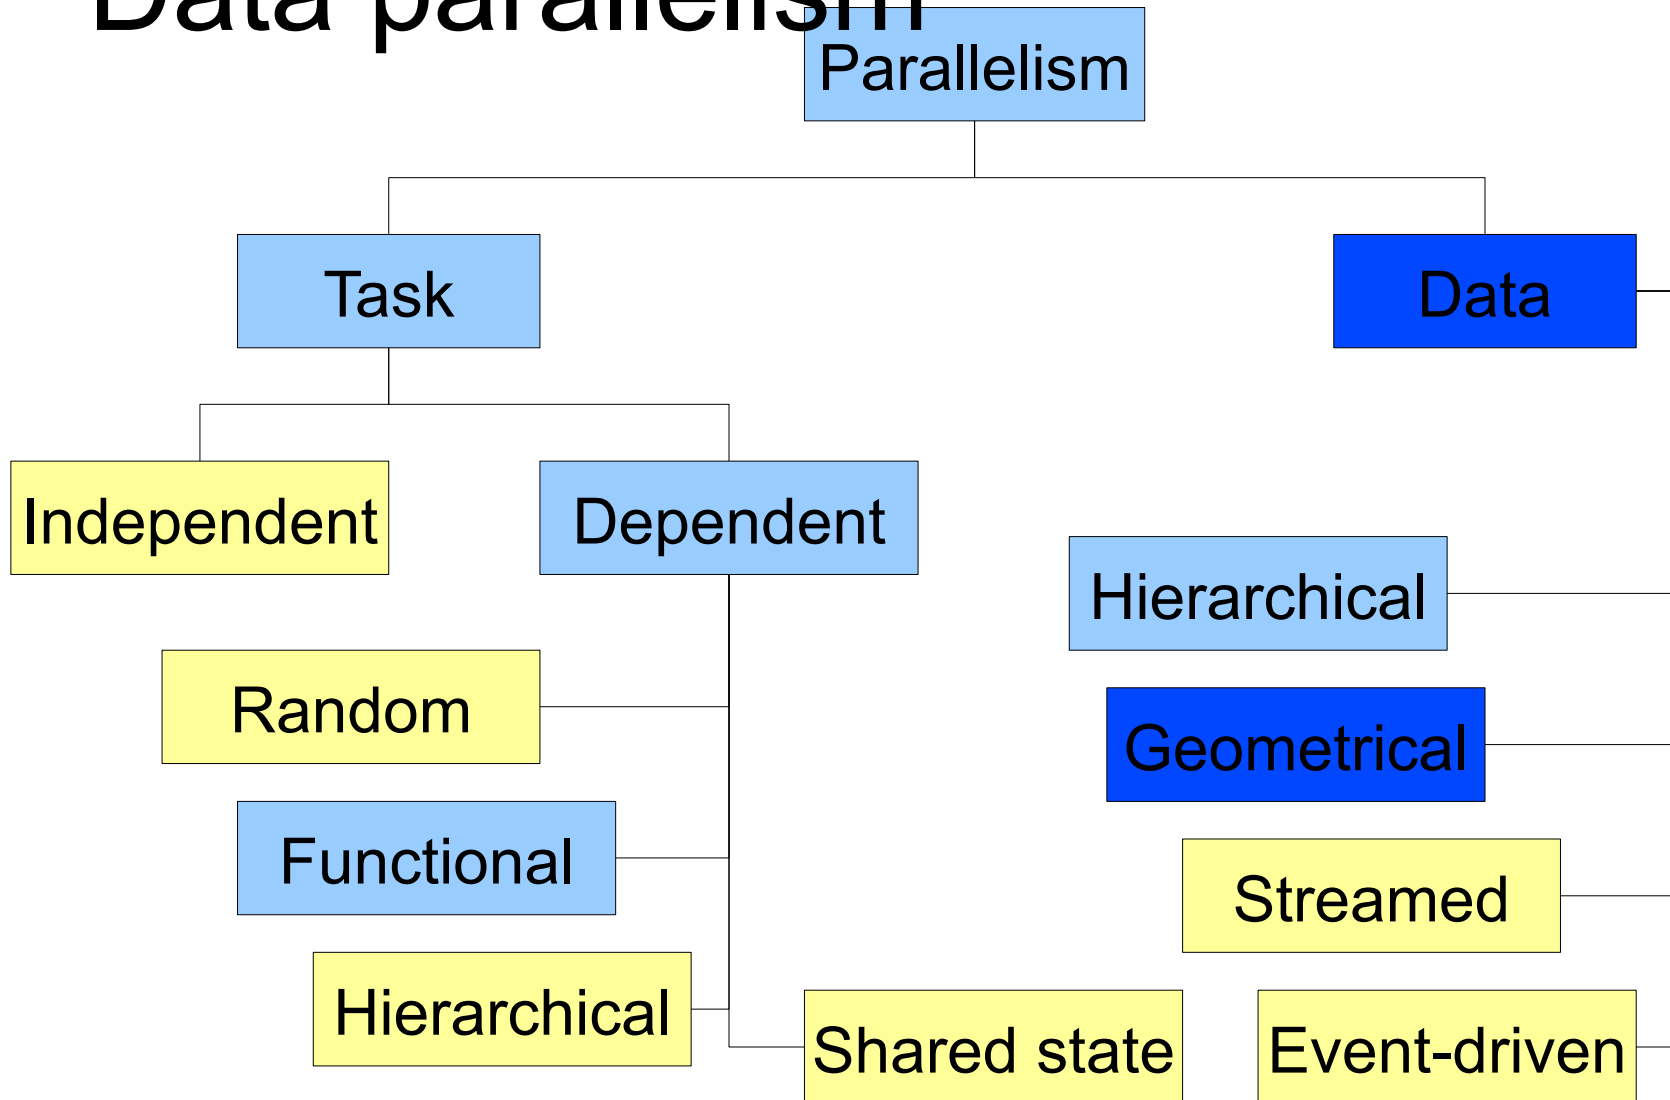 Data parallelism
Parallelism
Task
Data
Independent
Dependent
Hierarchical
Random
Geometrical
Functional
Streamed
Hierarchical
Shared state
Event-driven